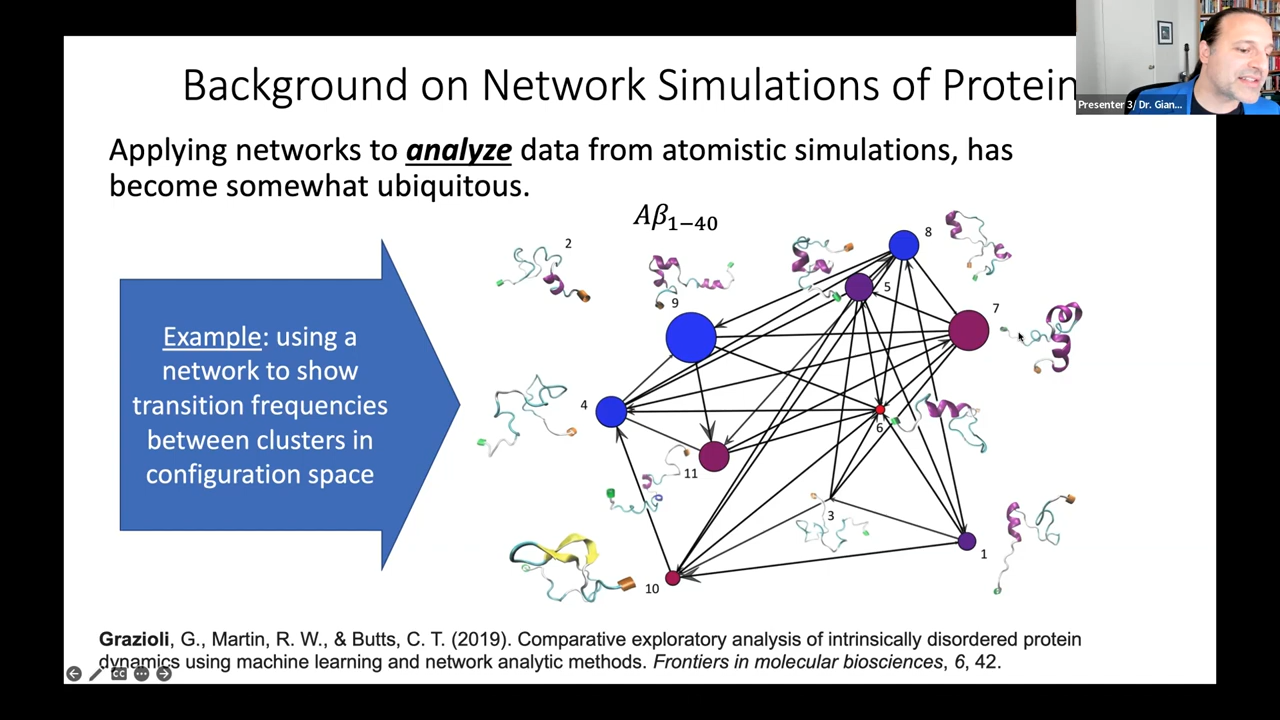 Background on Network Simulations of Protein
Presenter 3/ Dr. Gian...
Applying networks to analyze data from atomistic simulations, has
become somewhat ubiquitous.
Aβ1−40
Example: using a
network to show
transition frequencies
between clusters in
configuration space
2
8
9
5
7
4
6
11
3
1
10
Grazioli, G., Martin, R. W., & Butts, C. T. (2019). Comparative exploratory analysis of intrinsically disordered protein
dynamics using machine learning and network analytic methods. Frontiers in molecular biosciences, 6, 42.
CC